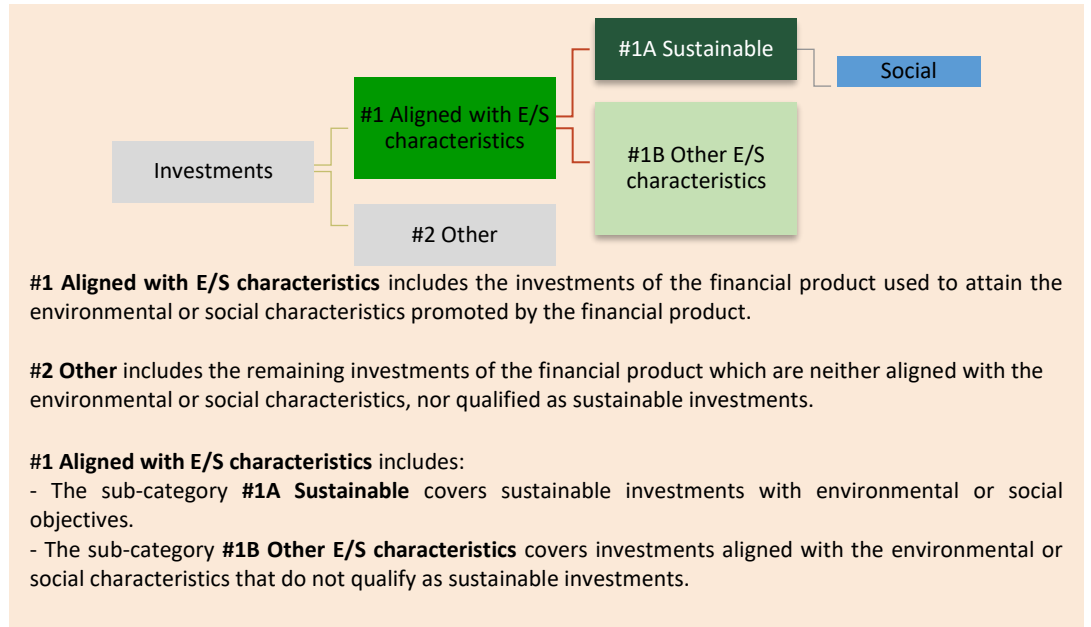 #1A Sustainable
Social
#1 Aligned with E/S
characteristics
#1B Other E/S
characteristics
Investments
#2 Other
#1 Aligned with E/S characteristics includes the investments of the financial product used to attain the
environmental or social characteristics promoted by the financial product.
#2 Other includes the remaining investments of the financial product which are neither aligned with the
environmental or social characteristics, nor qualified as sustainable investments.
#1 Aligned with E/S characteristics includes:
- The sub-category #1A Sustainable covers sustainable investments with environmental or social
objectives.
- The sub-category #1B Other E/S characteristics covers investments aligned with the environmental or
social characteristics that do not qualify as sustainable investments.